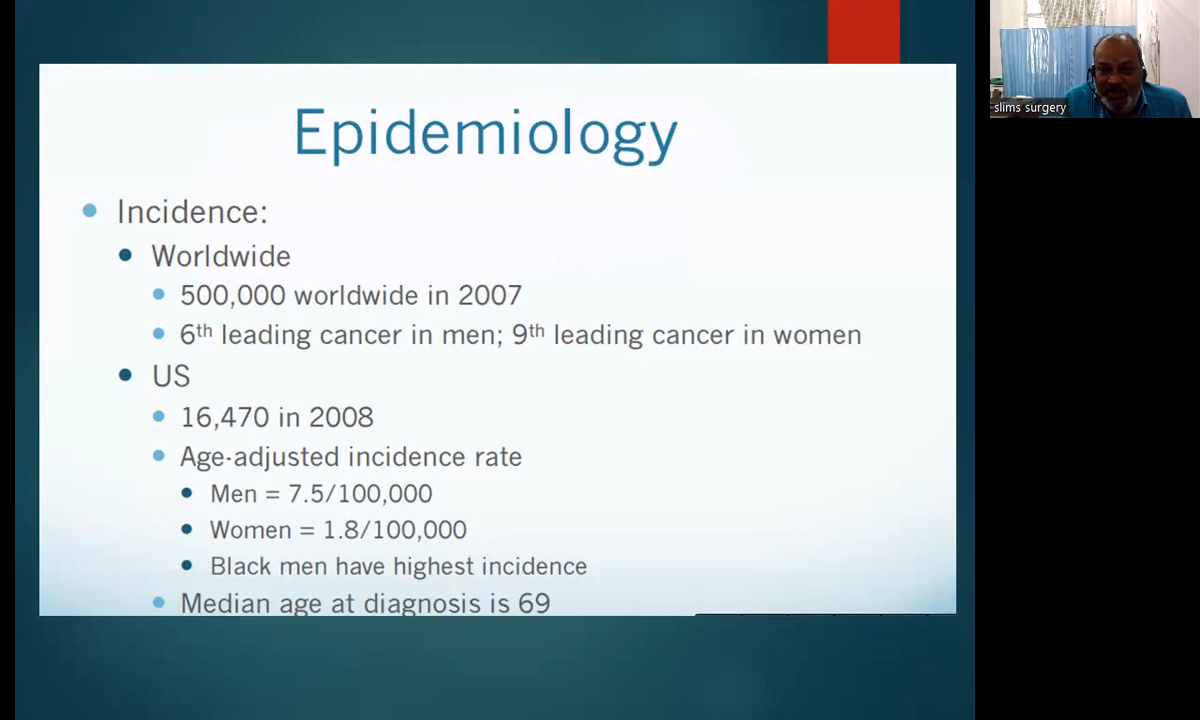 Epidemiology
Incidence:
Worldwide
500,000 worldwide in 2007
6th leading cancer in men; 9th leading cancer in women
US
16,470 in 2008
Age-adjusted incidence rate
Men = 7.5/100,000
Women = 1.8/100,000
Black men have highest incidence
Median age at diagnosis is 69
slims surgery